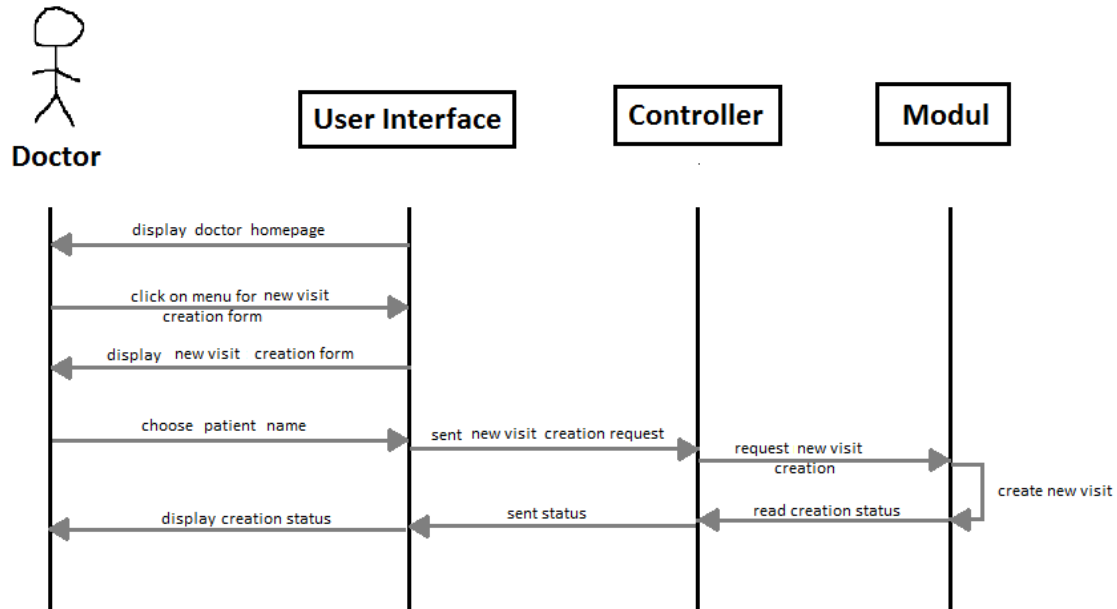 Doctor
User Interface
Controller
Modul
display doctor homepage
click on menu for new visit
creation form
display new visit creation form
choose patient name
sent new visit creation request
request new visit
creation
create new visit
read creation status
sent status
display creation status